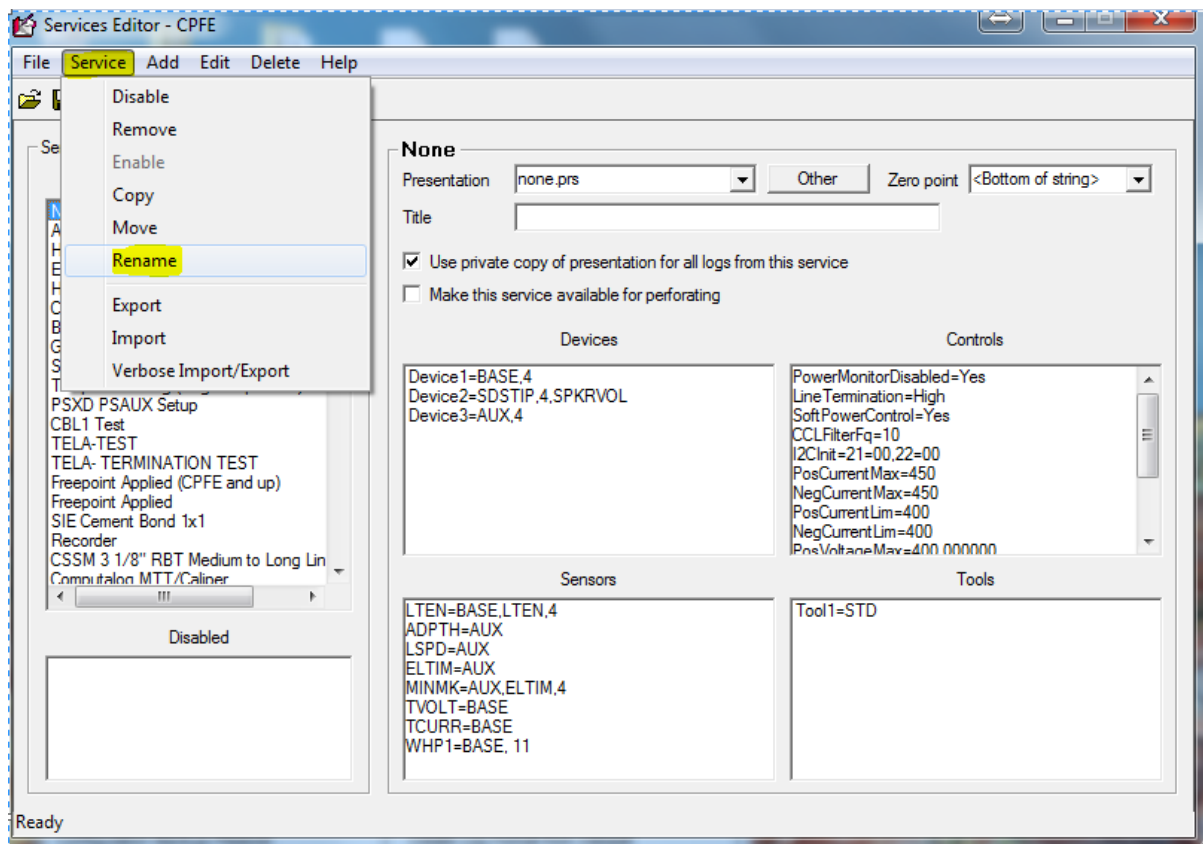 Services Editor - CPFE
File Service Add Edit Delete Help
Disable
Remove
Enable
Copy
Move
Rename
Export
Import
Verbose Import/Export
PSXD PSAUX Setup
CBL1 Test
TELA-TEST
TELA- TERMINATION TEST
Freepoint Applied (CPFE and up)
Freepoint Applied
SIE Cement Bond 1x1
Recorder
CSSM 3 1/8" RBT Medium to Long Lin
Computalog MTT/Caliper
Disabled
None
Presentation none.prs Other Zero point <Bottom of string>
Title
Use private copy of presentation for all logs from this service
Make this service available for perforating
Devices
Device1=BASE,4
Device2=SDSTIP,4,SPKRVOL
Device3=AUX,4
Controls
PowerMonitorDisabled=Yes
LineTermination=High
SoftPowerControl=Yes
CCLFilterFq=10
I2CInit=21=00,22=00
PosCurrentMax=450
NegCurrentMax=450
PosCurrentLim=400
NegCurrentLim=400
PosVoltageMax=400.000000
Sensors
LTEN=BASE,LTEN,4
ADPTH=AUX
LSPD=AUX
ELTIM=AUX
MINMK=AUX,ELTIM,4
TVOLT=BASE
TCURR=BASE
WHP1=BASE, 11
Tools
Tool1=STD
Ready